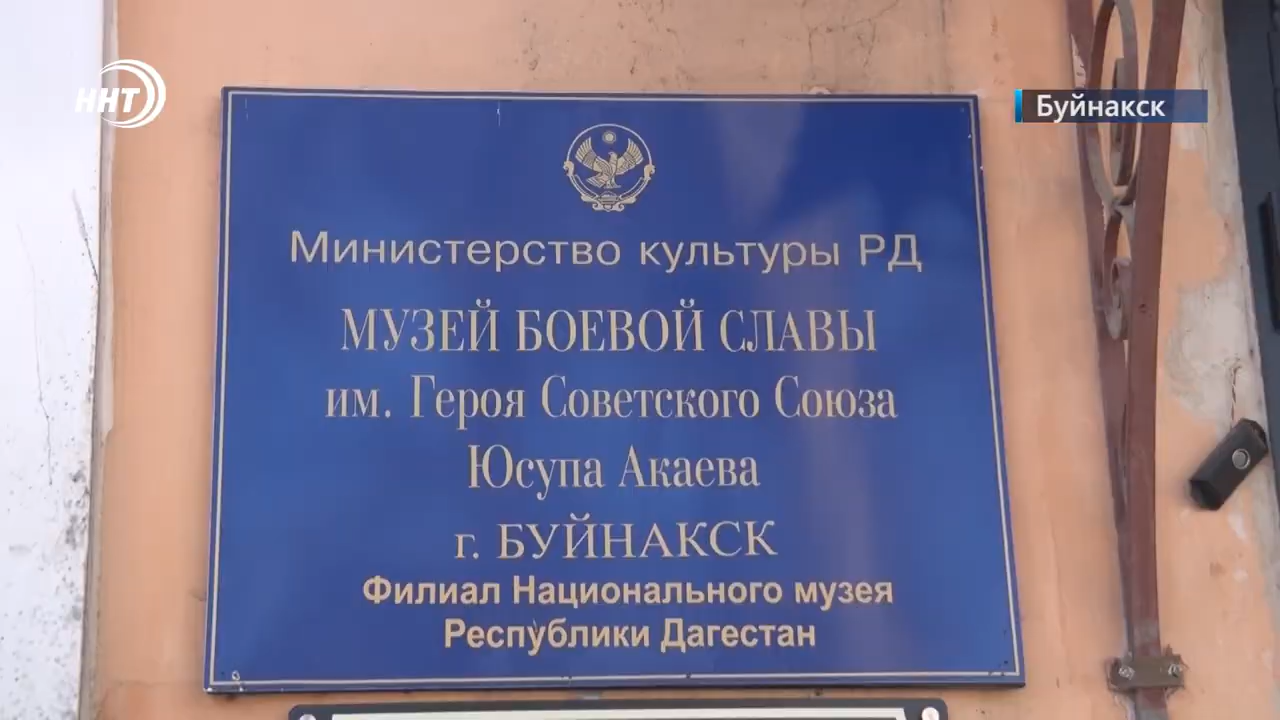 ННТ
Буйнакск
Министерство культуры РД
МУЗЕЙ БОЕВОЙ СЛАВЫ
им. Героя Советского Союза
Юсупа Акаева
г. БУЙНАКСК
Филиал Национального музея
Республики Дагестан